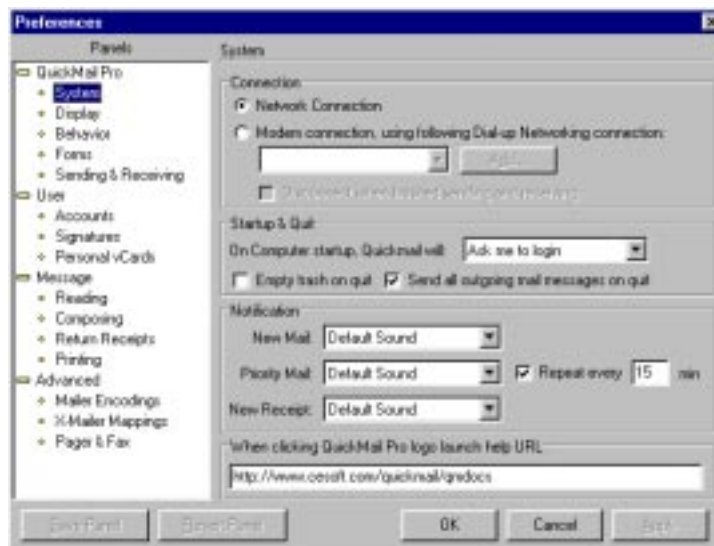 Preferences
Panels
QuickMail Pro
System
Display
Behavior
Forms
Sending & Receiving
User
Accounts
Signatures
Personal vCards
Message
Reading
Composing
Return Receipts
Printing
Advanced
Mailer Encodings
X-Mailer Mappings
Pager & Fax
System
Connection
Network Connection
Modem connection, using following Dial-up Networking connection:
Add...
Startup & Quit
On Computer startup, Quickmail will: Ask me to login
Empty trash on quit Send all outgoing mail messages on quit
Notification
New Mail: Default Sound
Priority Mail: Default Sound Repeat every 15 min
New Receipt: Default Sound
When clicking QuickMail Pro logo launch help URL
http://www.cesoft.com/quickmail/qmdocs
OK Cancel Apply